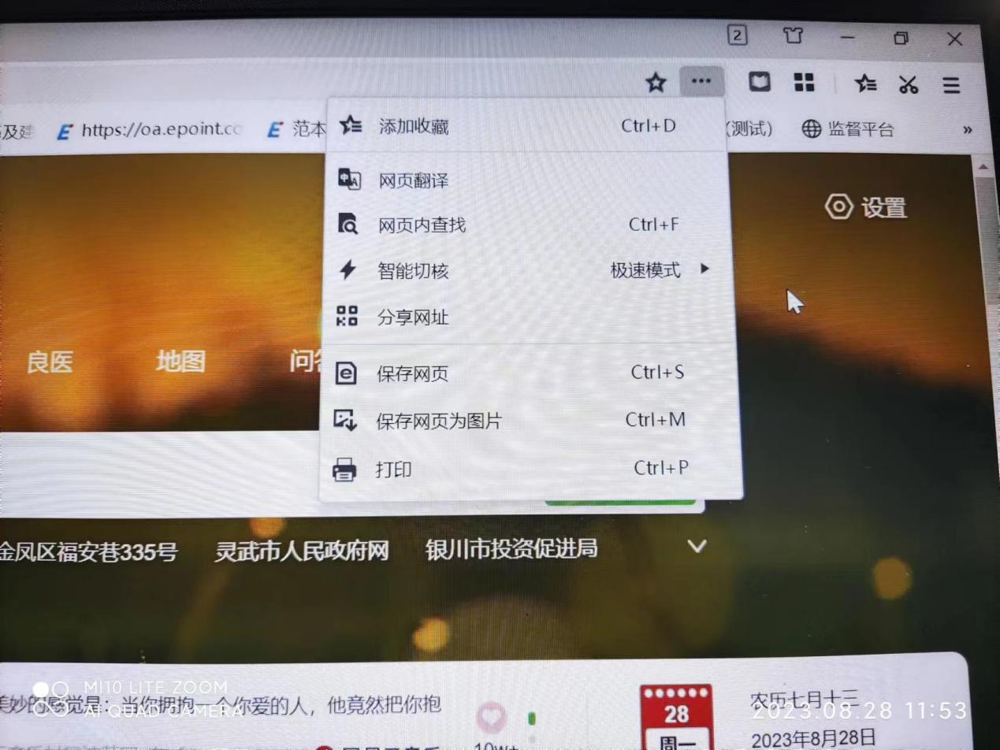 2
https://oa.epoint.co
范本
(测试)
监督平台
»
添加收藏 Ctrl+D
网页翻译
网页内查找 Ctrl+F
智能切核 极速模式
分享网址
保存网页 Ctrl+S
保存网页为图片 Ctrl+M
打印 Ctrl+P
设置
良医 地图 问答
金凤区福安巷335号 灵武市人民政府网 银川市投资促进局
美妙的感觉是：当你拥抱一个你爱的人，他竟然把你抱
MI10 LITE ZOOM
AI QUAD CAMERA
28
周一
农历七月十三
2023.08.28 11:53
2023年8月28日
10W+